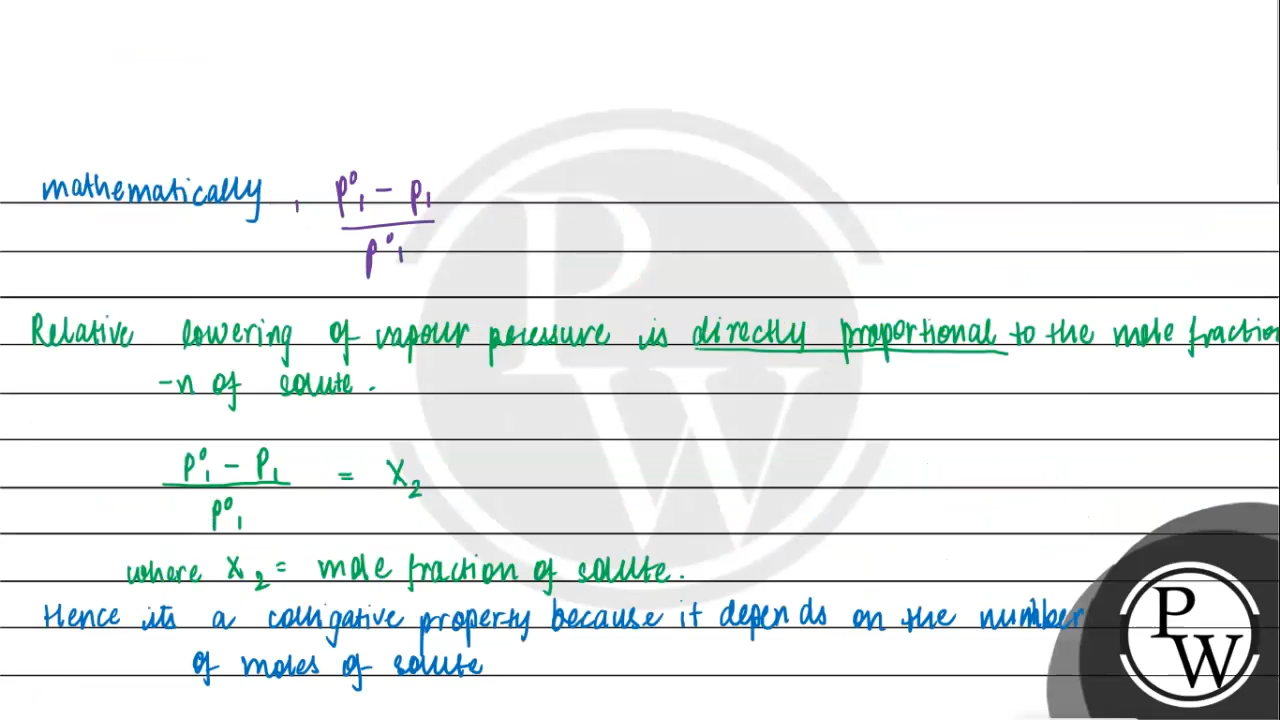 mathematically, p°₁ - p₁
p°₁
Relative lowering of vapour pressure is directly proportional to the mole fraction
-n of solute.
p°₁ - p₁ = X₂
p°₁
where x₂ = mole fraction of solute.
Hence its a colligative property because it depends on the number
of moles of solute
P
W
P
W